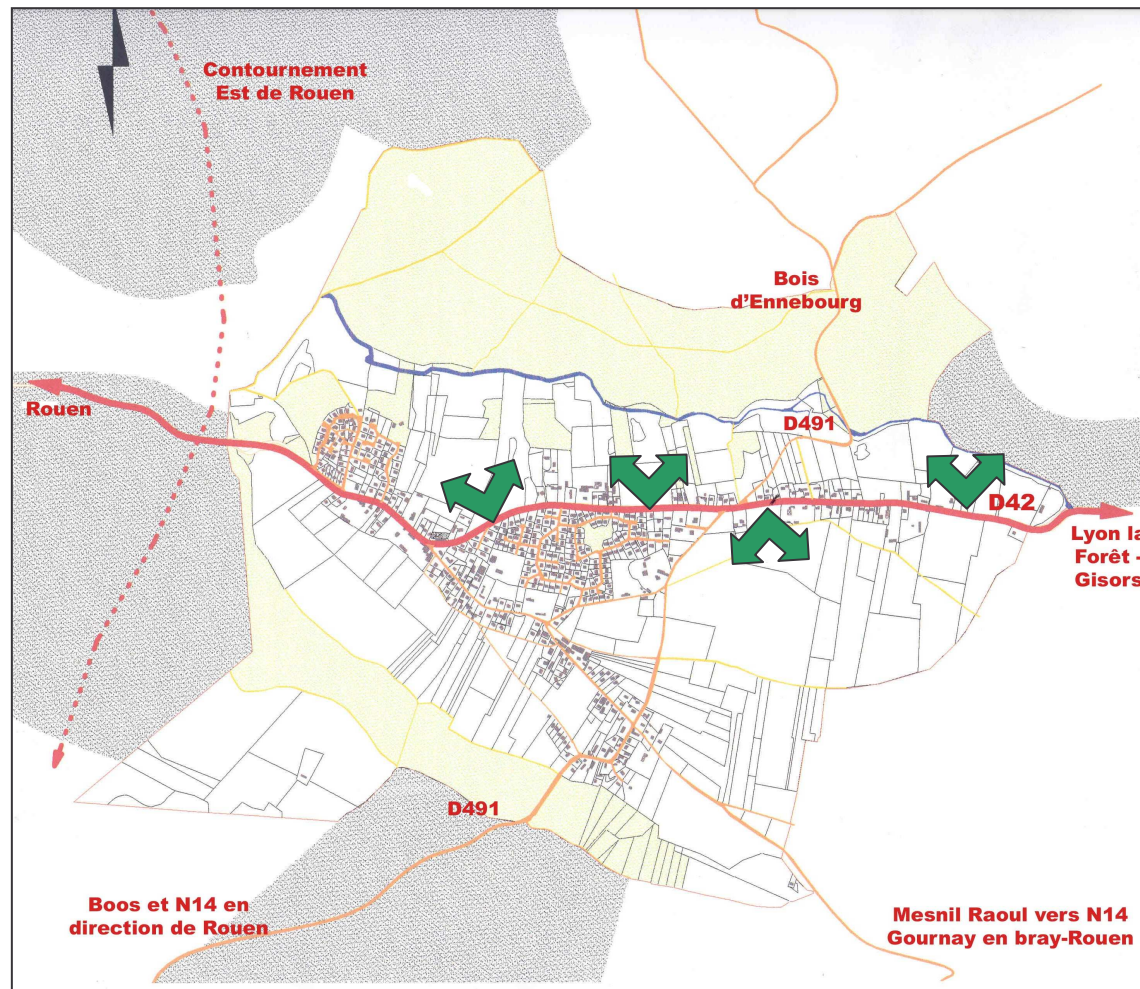 Contournement
Est de Rouen
Bois
d'Ennebourg
Rouen
D491
D42
Lyon la
Forêt -
Gisors
D491
Boos et N14 en
direction de Rouen
Mesnil Raoul vers N14
Gournay en bray-Rouen